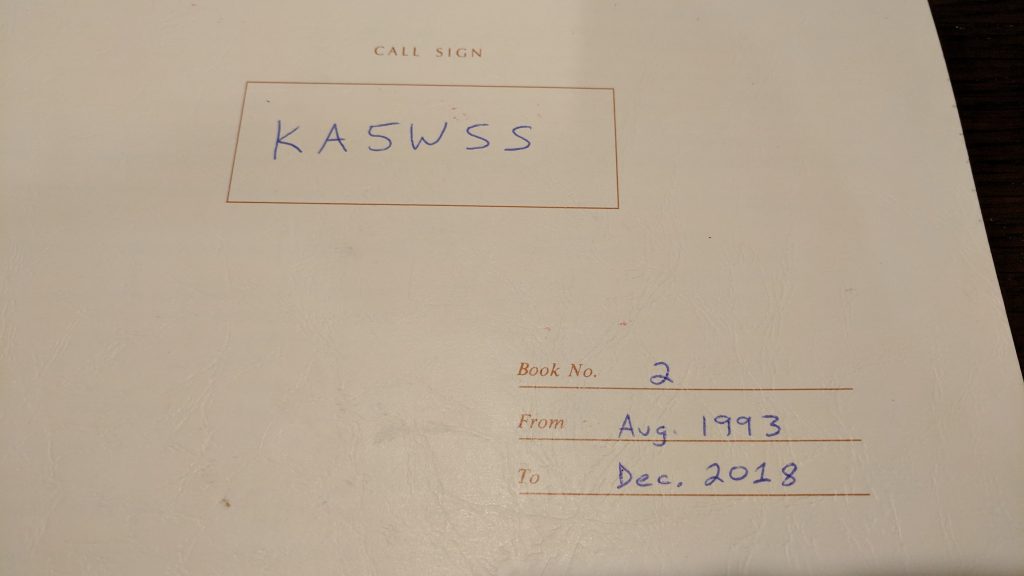 CALL SIGN
KA5WSS
Book No. 2
From Aug. 1993
To Dec. 2018